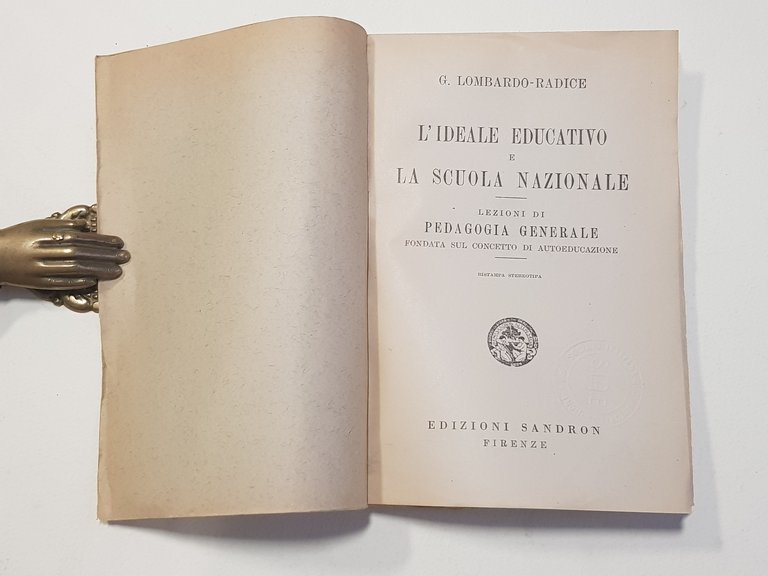 G. LOMBARDO-RADICE
L'IDEALE EDUCATIVO
E
LA SCUOLA NAZIONALE
LEZIONI DI
PEDAGOGIA GENERALE
FONDATA SUL CONCETTO DI AUTOEDUCAZIONE
RISTAMPA STEREOTIPA
EDIZIONI SANDRON
FIRENZE